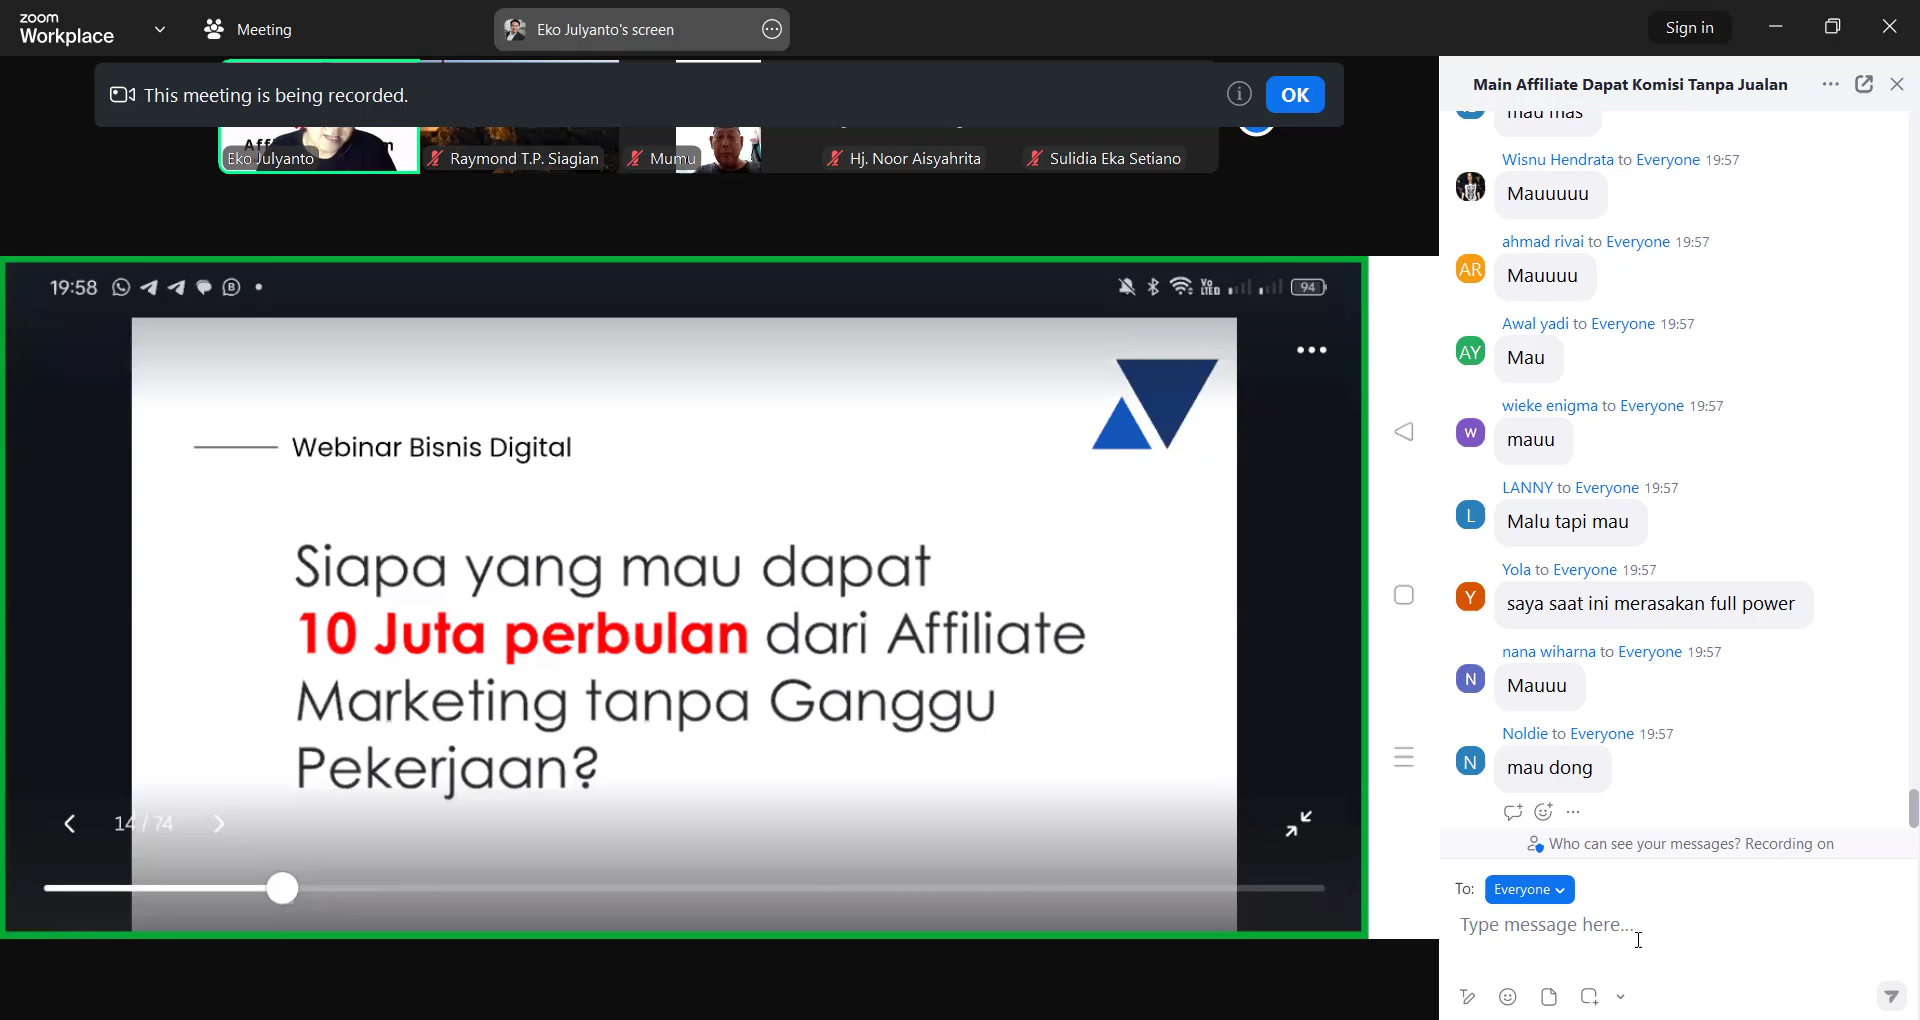 zoom
Workplace
Meeting
Eko Julyanto's screen
Sign in
This meeting is being recorded.
OK
Eko Julyanto
Raymond T.P. Siagian
Mumu
Hj. Noor Aisyahrita
Sulidia Eka Setiano
19:58
94
Webinar Bisnis Digital
Siapa yang mau dapat
10 Juta perbulan dari Affiliate
Marketing tanpa Ganggu
Pekerjaan?
14 / 74
Main Affiliate Dapat Komisi Tanpa Jualan
mau mas
Wisnu Hendrata to Everyone 19:57
Mauuuuu
ahmad rivai to Everyone 19:57
AR
Mauuuu
Awal yadi to Everyone 19:57
AY
Mau
wieke enigma to Everyone 19:57
W
mauu
LANNY to Everyone 19:57
L
Malu tapi mau
Yola to Everyone 19:57
Y
saya saat ini merasakan full power
nana wiharna to Everyone 19:57
N
Mauuu
Noldie to Everyone 19:57
N
mau dong
Who can see your messages? Recording on
To: Everyone
Type message here...